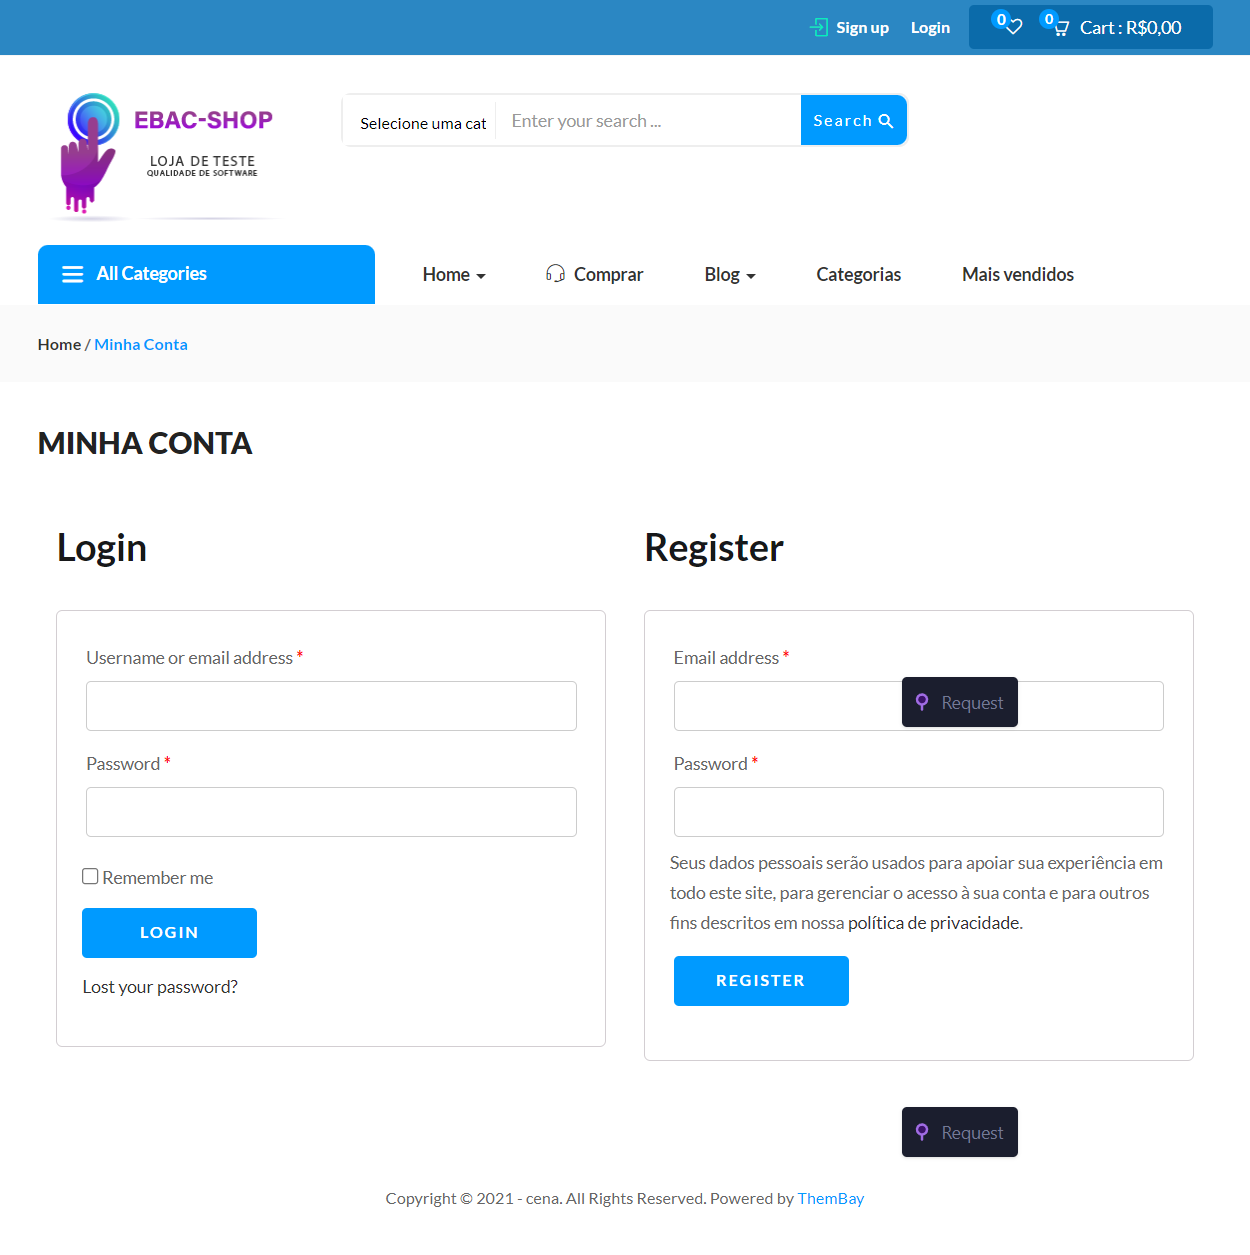 Sign up
Login
0
0
Cart : R$0,00
EBAC-SHOP
LOJA DE TESTE
QUALIDADE DE SOFTWARE
Selecione uma cat
Enter your search ...
Search
All Categories
Home
Comprar
Blog
Categorias
Mais vendidos
Home / Minha Conta
MINHA CONTA
Login
Username or email address *
Password *
Remember me
LOGIN
Lost your password?
Register
Email address *
Request
Password *
Seus dados pessoais serão usados para apoiar sua experiência em
todo este site, para gerenciar o acesso à sua conta e para outros
fins descritos em nossa política de privacidade.
REGISTER
Request
Copyright © 2021 - cena. All Rights Reserved. Powered by ThemBay